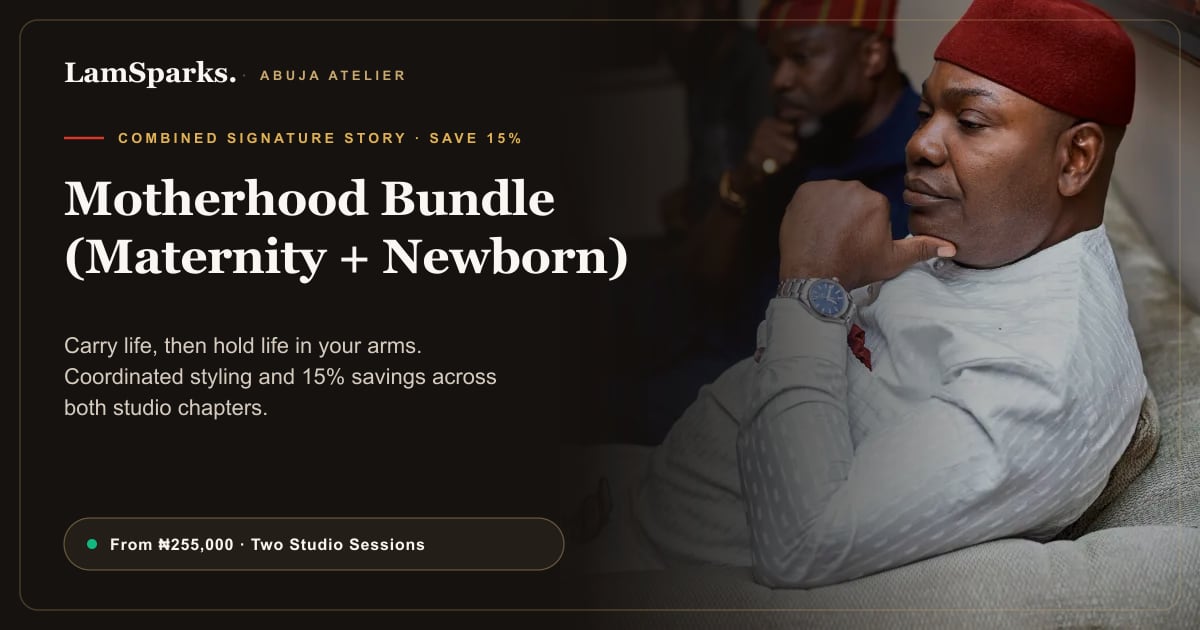 LamSparks. · ABUJA ATELIER
COMBINED SIGNATURE STORY · SAVE 15%
Motherhood Bundle
(Maternity + Newborn)
Carry life, then hold life in your arms.
Coordinated styling and 15% savings across
both studio chapters.
From ₦255,000 · Two Studio Sessions